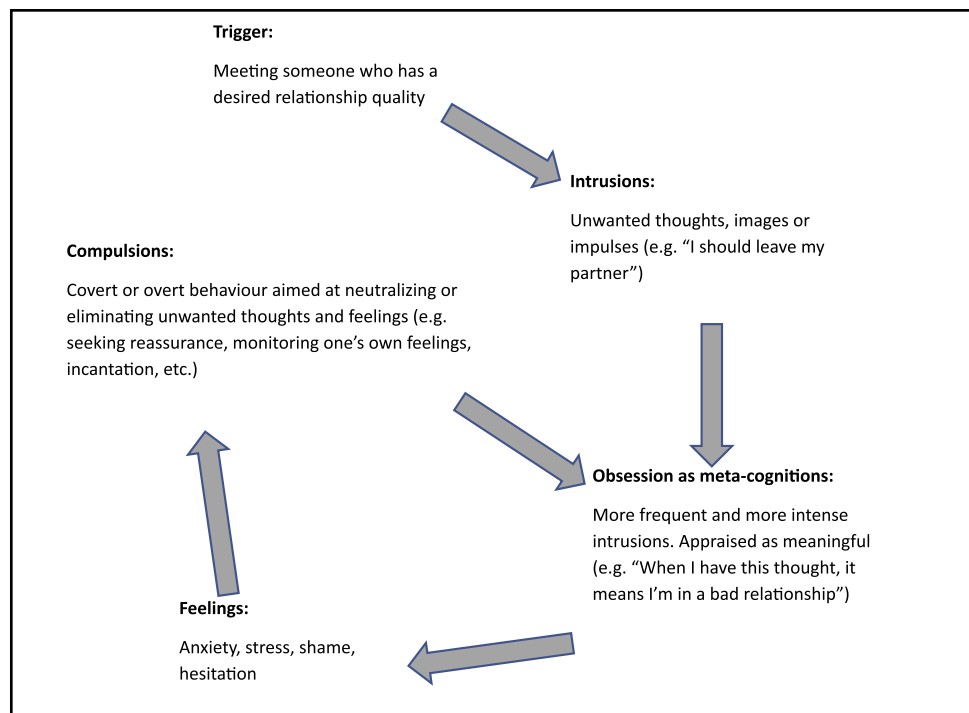 Trigger:
Meeting someone who has a
desired relationship quality
Intrusions:
Unwanted thoughts, images or
impulses (e.g. “I should leave my
partner”)
Compulsions:
Covert or overt behaviour aimed at neutralizing or
eliminating unwanted thoughts and feelings (e.g.
seeking reassurance, monitoring one’s own feelings,
incantation, etc.)
Obsession as meta-cognitions:
More frequent and more intense
intrusions. Appraised as meaningful
(e.g. “When I have this thought, it
means I’m in a bad relationship”)
Feelings:
Anxiety, stress, shame,
hesitation